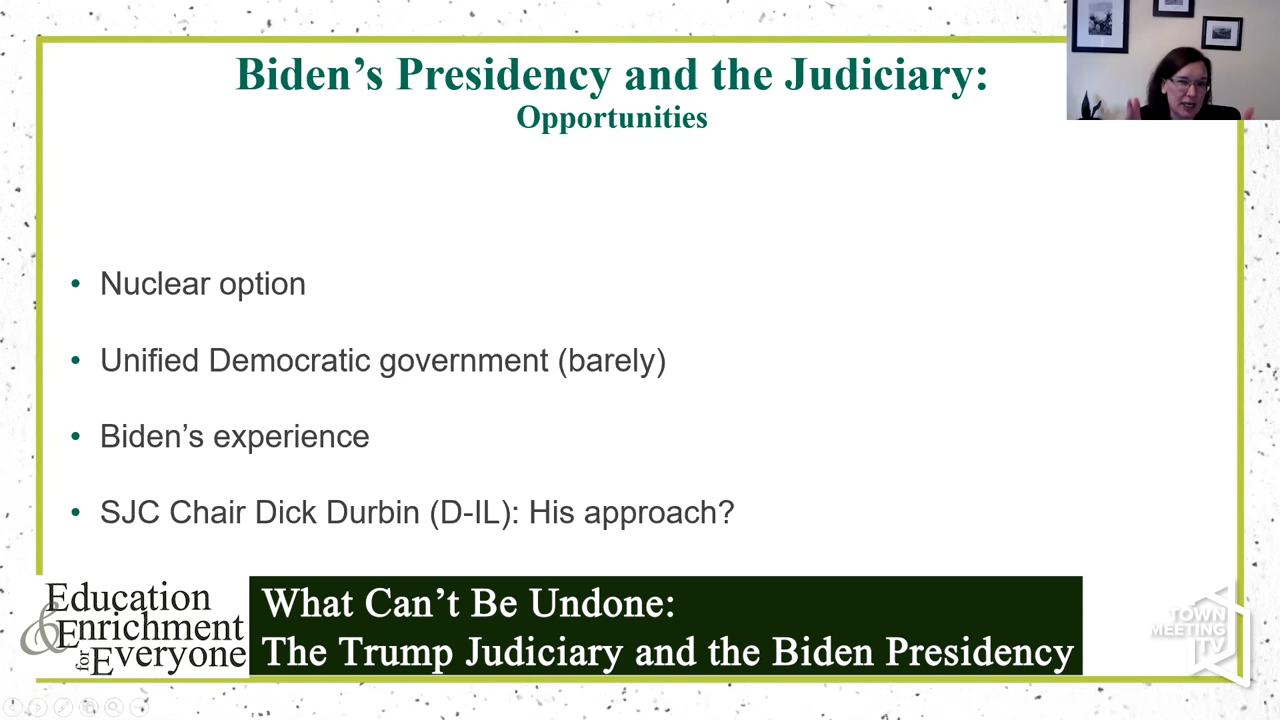 Biden’s Presidency and the Judiciary:
Opportunities
• Nuclear option
• Unified Democratic government (barely)
• Biden’s experience
• SJC Chair Dick Durbin (D-IL): His approach?
Education
& Enrichment
for Everyone
What Can’t Be Undone:
The Trump Judiciary and the Biden Presidency
TOWN
MEETING
TV